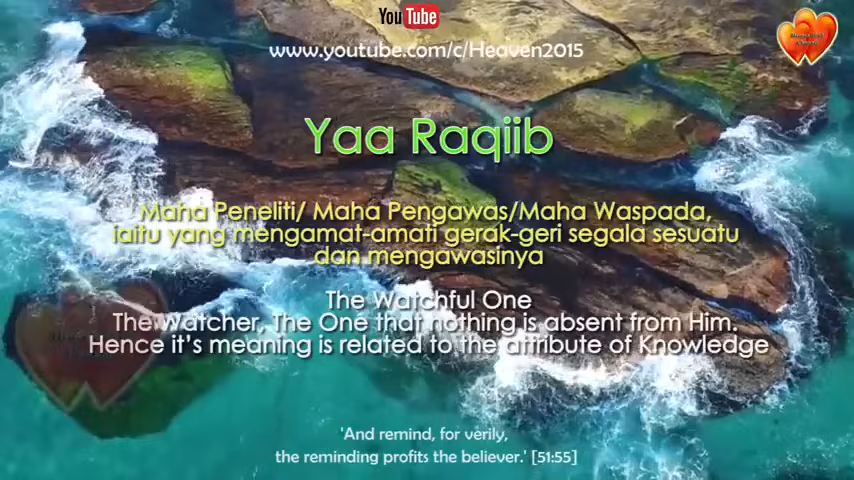 YouTube
www.youtube.com/c/Heaven2015
Yaa Raqiib
Maha Peneliti/ Maha Pengawas/Maha Waspada,
iaitu yang mengamat-amati gerak-geri segala sesuatu
dan mengawasinya
The Watchful One
The Watcher, The One that nothing is absent from Him.
Hence it's meaning is related to the attribute of Knowledge
'And remind, for verily,
the reminding profits the believer.' [51:55]